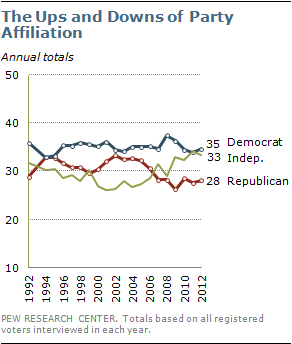 The Ups and Downs of Party
Affiliation
Annual totals
50
40
30
20
10
35 Democrat
33 Indep.
28 Republican
1992 1994 1996 1998 2000 2002 2004 2006 2008 2010 2012
PEW RESEARCH CENTER. Totals based on all registered
voters interviewed in each year.